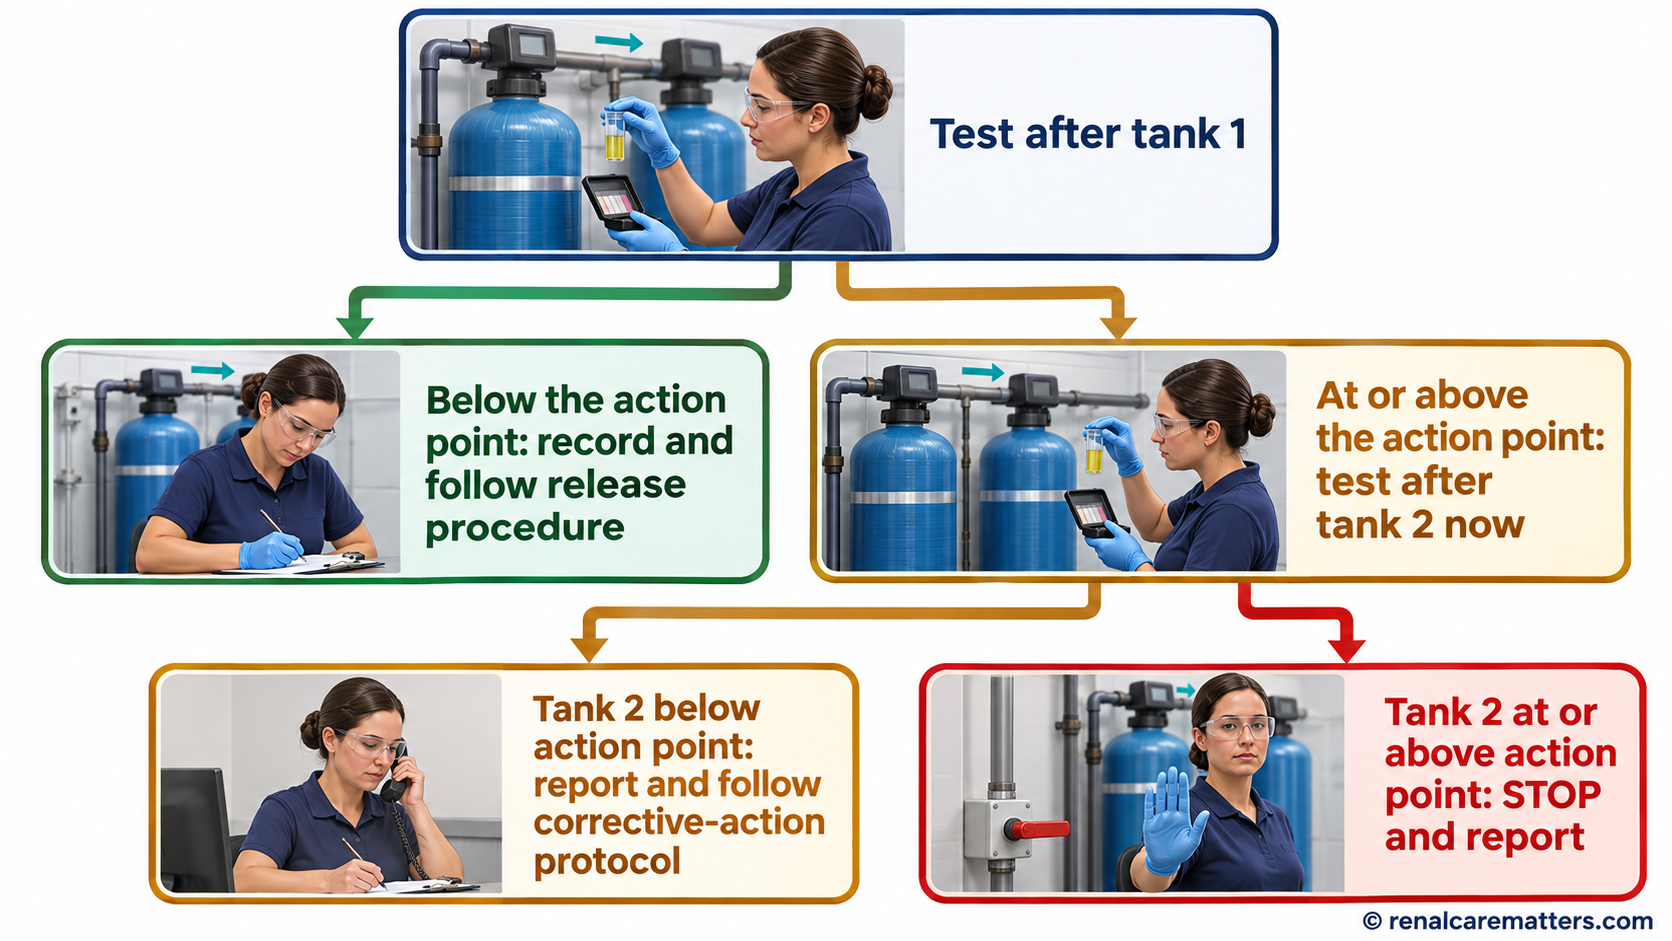 Test after tank 1
Below the action
point: record and
follow release
procedure
At or above
the action point:
test after
tank 2 now
Tank 2 below
action point:
report and follow
corrective-action
protocol
Tank 2 at or
above action
point: STOP
and report
© renalcarematters.com